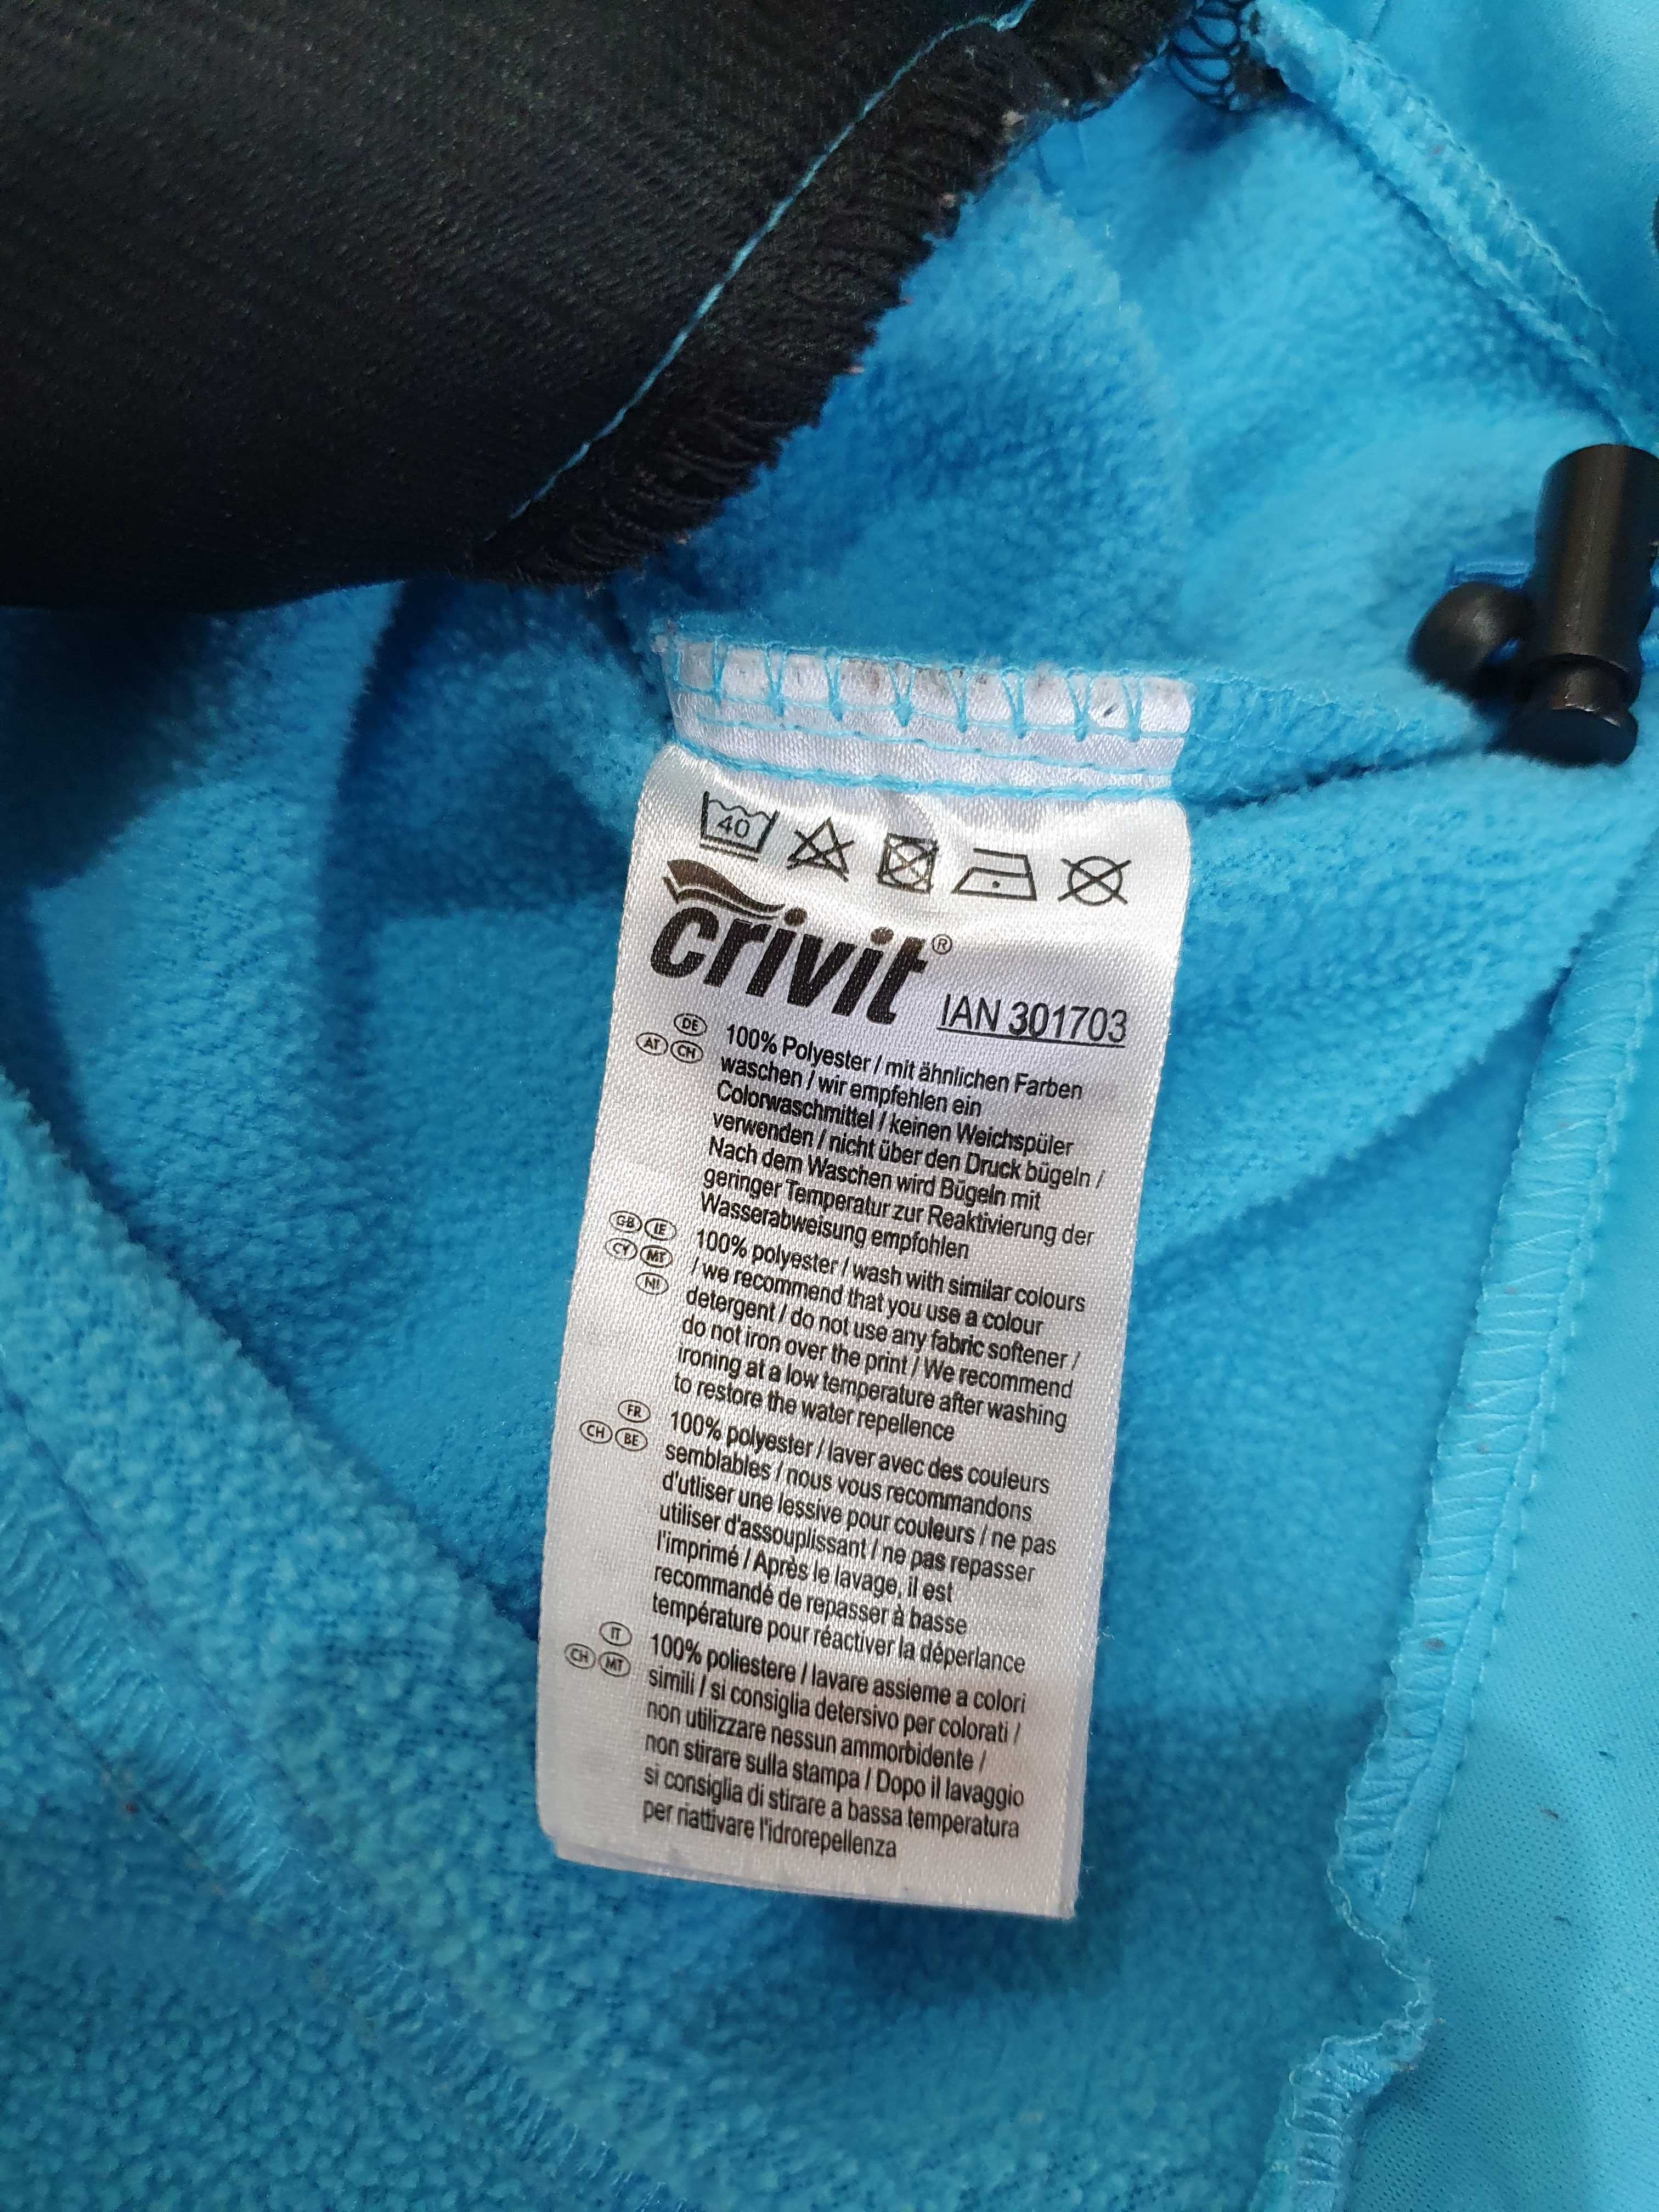 40
crivit®
IAN 301703
DE
AT CH
100% Polyester / mit ähnlichen Farben
waschen / wir empfehlen ein
Colorwaschmittel / keinen Weichspüler
verwenden / nicht über den Druck bügeln /
Nach dem Waschen wird Bügeln mit
geringer Temperatur zur Reaktivierung der
Wasserabweisung empfohlen
GB IE
CY MT
NI
100% polyester / wash with similar colours
/ we recommend that you use a colour
detergent / do not use any fabric softener /
do not iron over the print / We recommend
ironing at a low temperature after washing
to restore the water repellence
FR
CH BE
100% polyester / laver avec des couleurs
semblables / nous vous recommandons
d'utliser une lessive pour couleurs / ne pas
utiliser d'assouplissant / ne pas repasser
l'imprimé / Après le lavage, il est
recommandé de repasser à basse
température pour réactiver la déperlance
IT
CH MT
100% poliestere / lavare assieme a colori
simili / si consiglia detersivo per colorati /
non utilizzare nessun ammorbidente /
non stirare sulla stampa / Dopo il lavaggio
si consiglia di stirare a bassa temperatura
per riattivare l'idrorepellenza